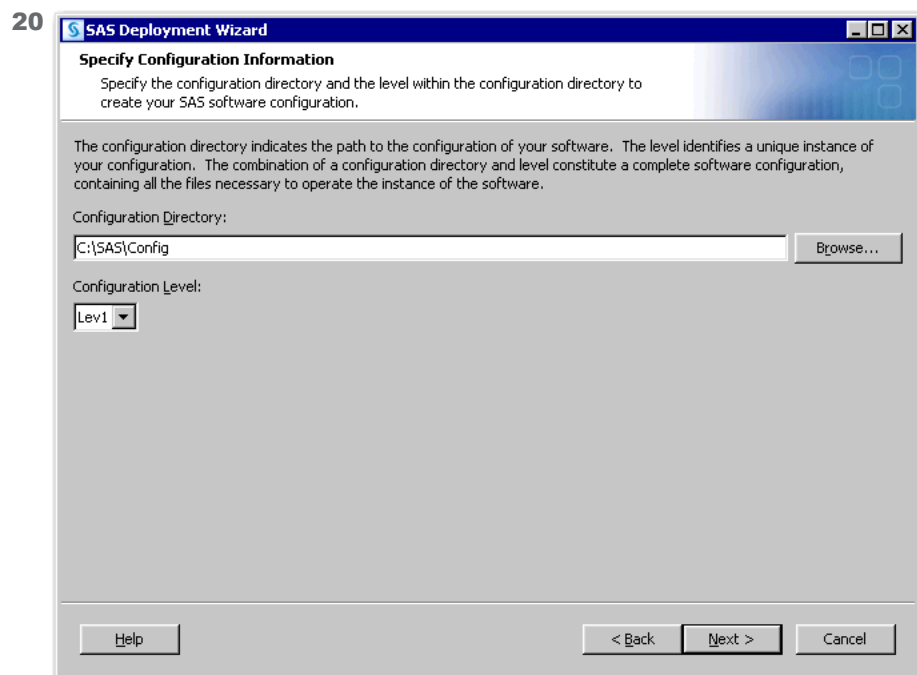 20
SAS Deployment Wizard
Specify Configuration Information
Specify the configuration directory and the level within the configuration directory to
create your SAS software configuration.
The configuration directory indicates the path to the configuration of your software.  The level identifies a unique instance of
your configuration.  The combination of a configuration directory and level constitute a complete software configuration,
containing all the files necessary to operate the instance of the software.
Configuration Directory:
C:\SAS\Config
Browse...
Configuration Level:
Lev1
Help
< Back
Next >
Cancel